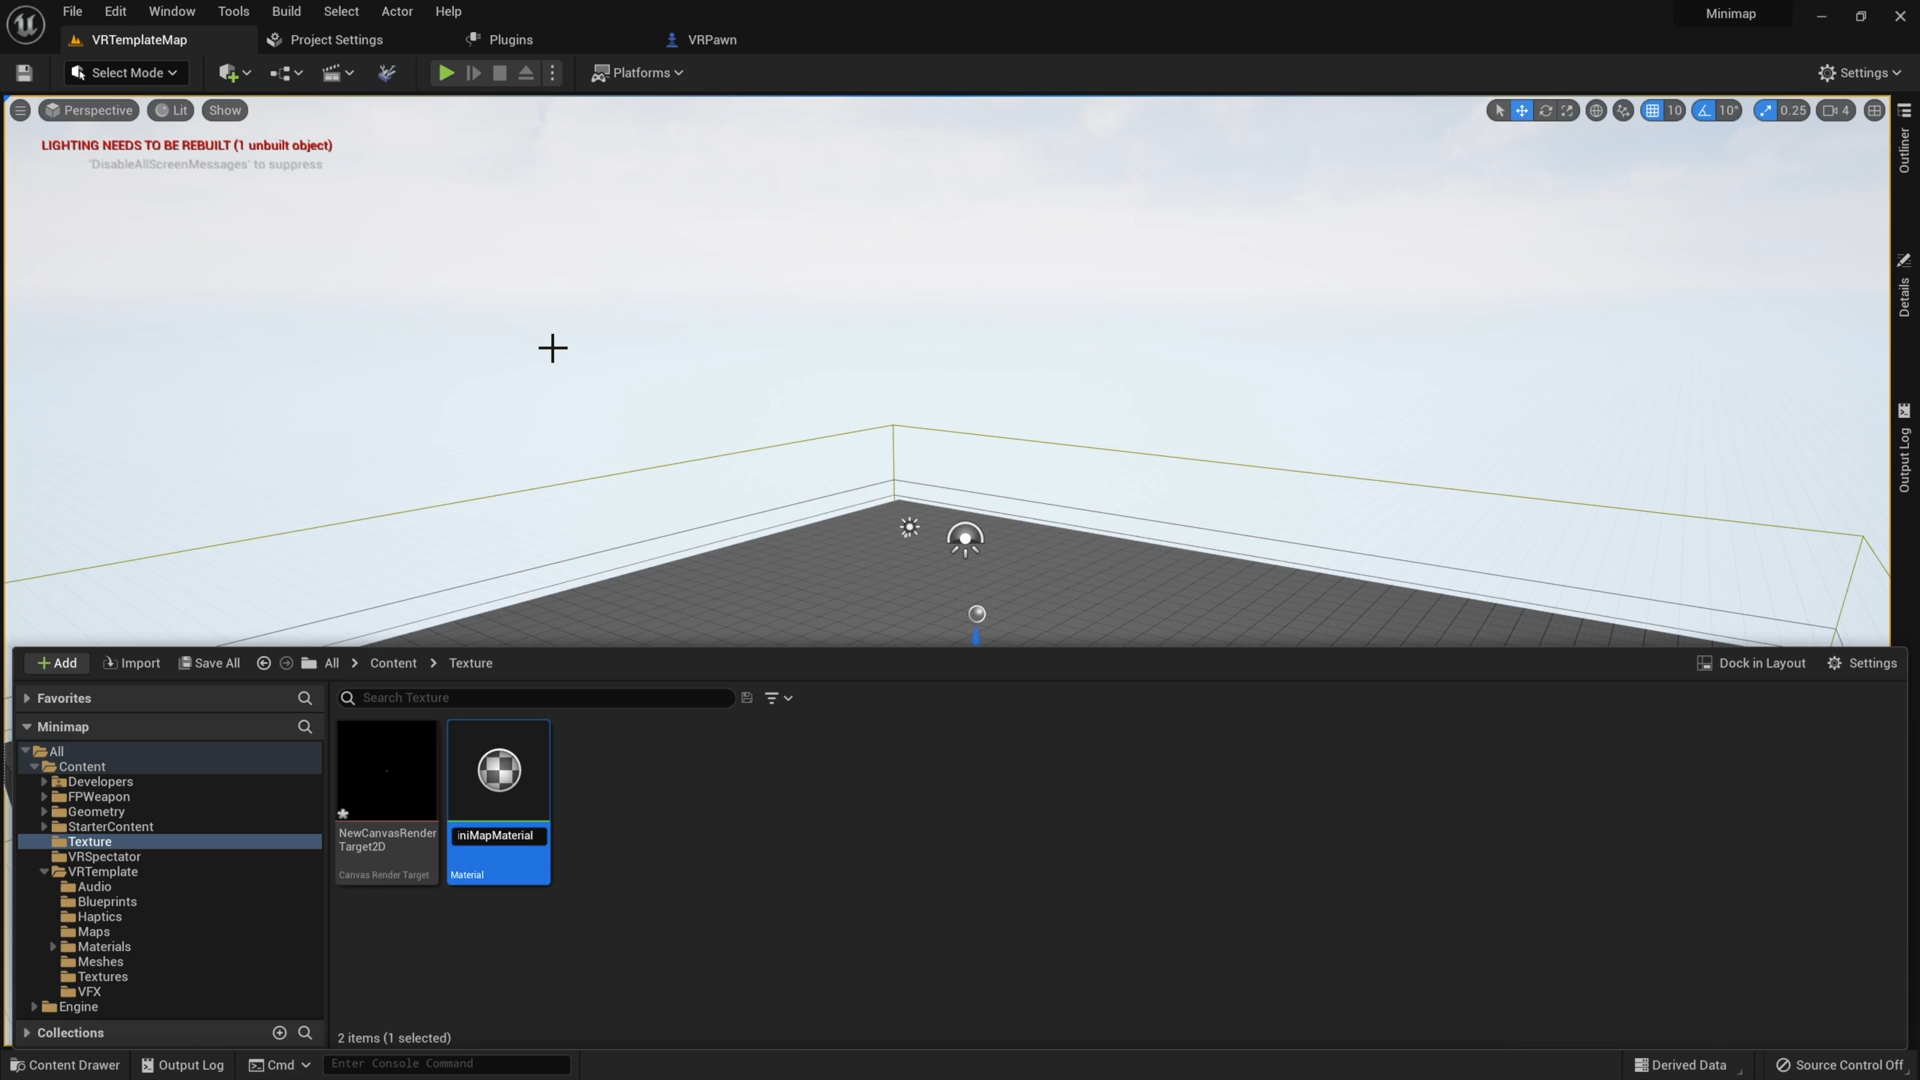 File Edit Window Tools Build Select Actor Help
Minimap
VRTemplateMap Project Settings Plugins VRPawn
Select Mode Platforms Settings
Perspective Lit Show 10 10° 0.25 4
LIGHTING NEEDS TO BE REBUILT (1 unbuilt object)
'DisableAllScreenMessages' to suppress
Outliner
Details
Output Log
Add Import Save All All Content Texture Dock in Layout Settings
Favorites
Search Texture
Minimap
All
Content
Developers
FPWeapon
Geometry
StarterContent
Texture
VRSpectator
VRTemplate
Audio
Blueprints
Haptics
Maps
Materials
Meshes
Textures
VFX
Engine
Collections
NewCanvasRender
Target2D
Canvas Render Target
iniMapMaterial
Material
2 items (1 selected)
Content Drawer Output Log Cmd Enter Console Command Derived Data Source Control Off